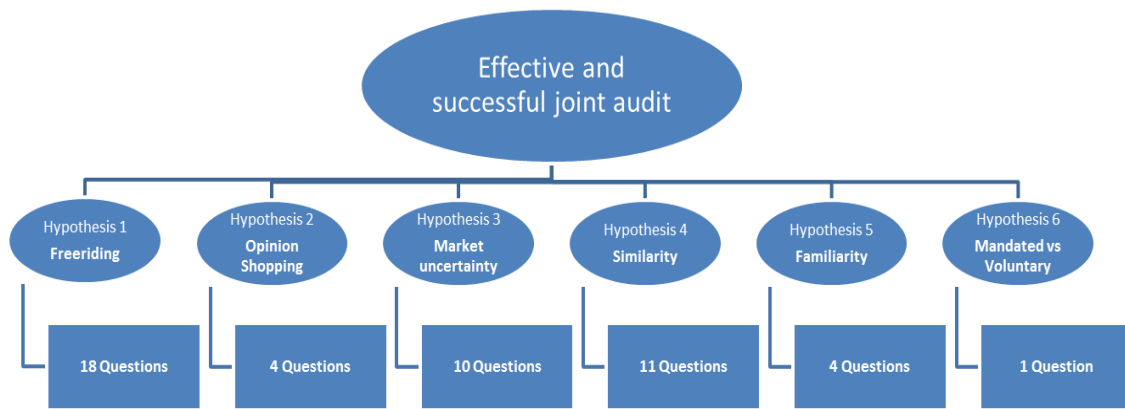 Effective and
successful joint audit
Hypothesis 1
Freeriding
Hypothesis 2
Opinion
Shopping
Hypothesis 3
Market
uncertainty
Hypothesis 4
Similarity
Hypothesis 5
Familiarity
Hypothesis 6
Mandated vs
Voluntary
18 Questions
4 Questions
10 Questions
11 Questions
4 Questions
1 Question